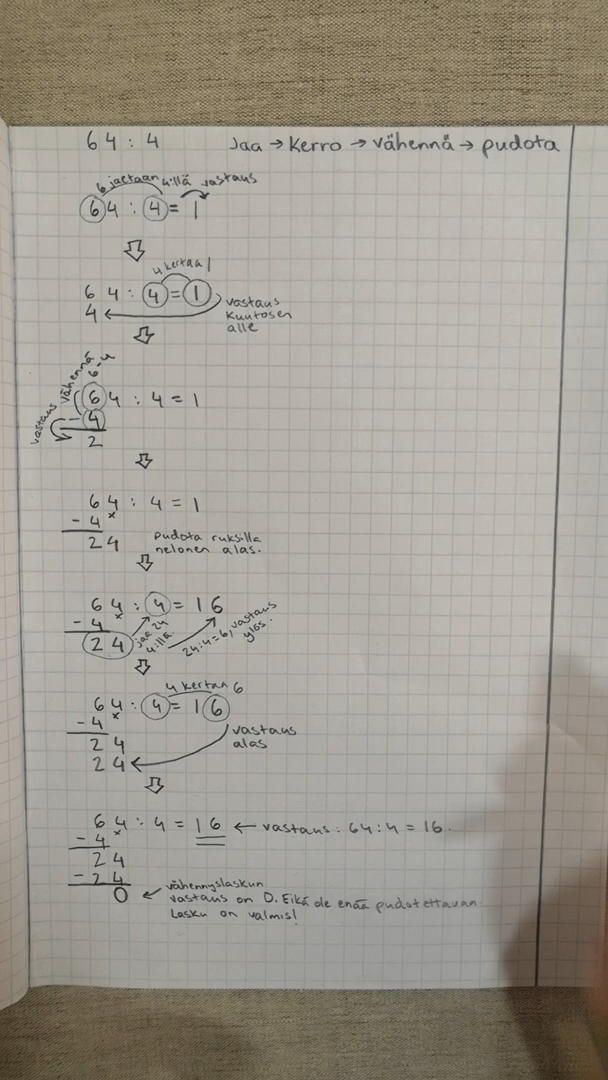 64 : 4 Jaa → Kerro → vähennä → pudota
6 jaetaan 4:llä vastaus
64 : 4 = 1
4 kertaa 1
64 : 4 = 1
4
vastaus
kuutosen
alle
vastaus vähennä 6-4
64 : 4 = 1
- 4
2
64 : 4 = 1
- 4 x
24
pudota ruksilla
nelonen alas.
64 : 4 = 16
- 4 x
24
jaa 24
4:llä.
24:4=6, vastaus
ylös.
4 kertaa 6
64 : 4 = 16
- 4 x
24
24
vastaus
alas
64 : 4 = 16 ← vastaus: 64:4 = 16.
- 4 x
24
- 24
0
vähennyslaskun
vastaus on 0. Eikä ole enää pudotettavaa
Lasku on valmis!